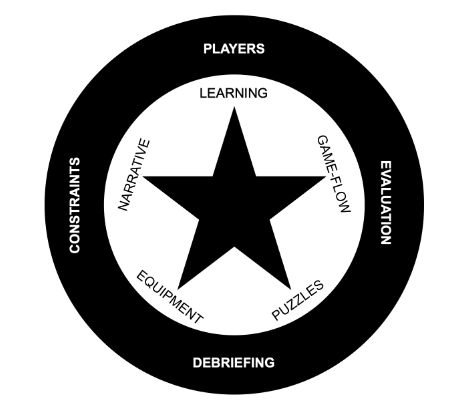 PLAYERS
LEARNING
NARRATIVE
GAME-FLOW
CONSTRAINTS
EVALUATION
EQUIPMENT
PUZZLES
DEBRIEFING